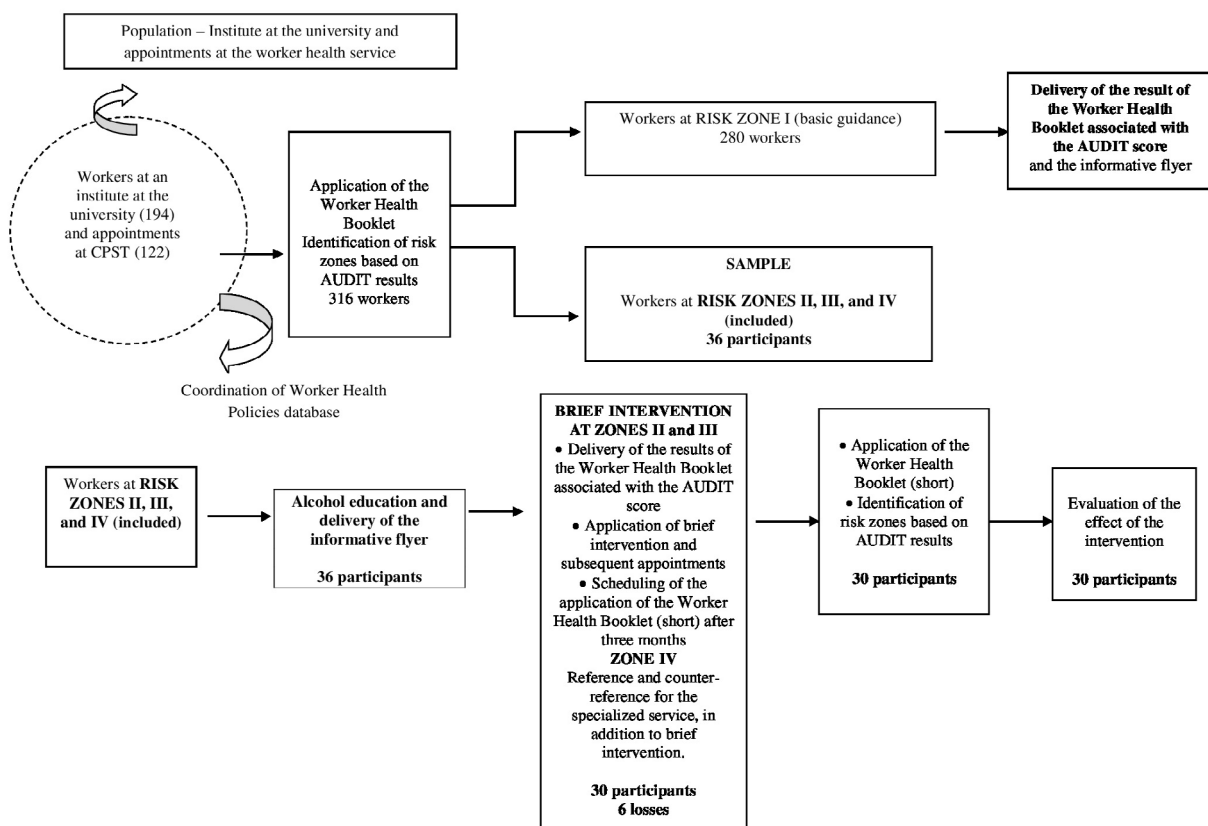 Population – Institute at the university and
appointments at the worker health service
Workers at an
institute at the
university (194)
and appointments
at CPST (122)
Application of the
Worker Health
Booklet
Identification of risk
zones based on
AUDIT results
316 workers
Workers at RISK ZONE I (basic guidance)
280 workers
Delivery of the result of
the Worker Health
Booklet associated with
the AUDIT score
and the informative flyer
SAMPLE
Workers at RISK ZONES II, III, and IV
(included)
36 participants
Coordination of Worker Health
Policies database
Workers at RISK
ZONES II, III,
and IV (included)
Alcohol education and
delivery of the
informative flyer
36 participants
BRIEF INTERVENTION
AT ZONES II and III
• Delivery of the results of
the Worker Health Booklet
associated with the AUDIT
score
• Application of brief
intervention and
subsequent appointments
• Scheduling of the
application of the Worker
Health Booklet (short) after
three months
ZONE IV
Reference and counter-
reference for the
specialized service, in
addition to brief
intervention.
30 participants
6 losses
• Application of the
Worker Health
Booklet (short)
• Identification of
risk zones based on
AUDIT results
30 participants
Evaluation of the
effect of the
intervention
30 participants